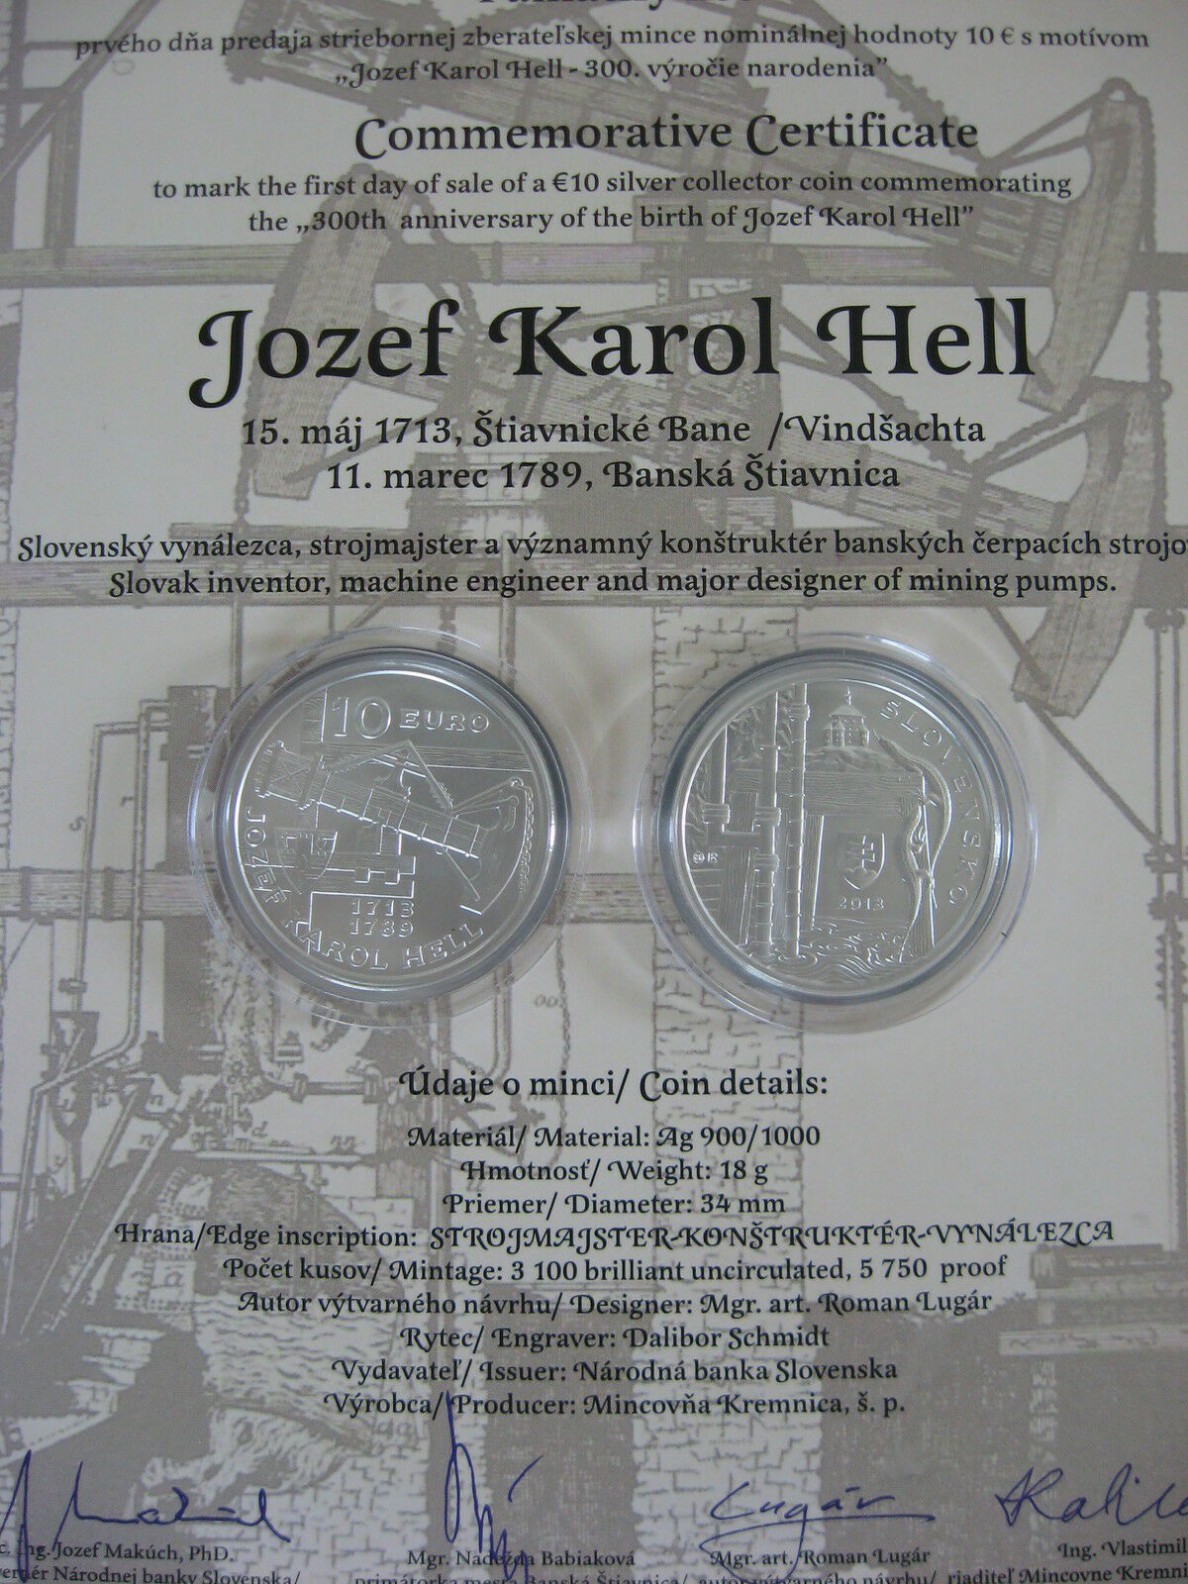 prvého dňa predaja striebornej zberateľskej mince nominálnej hodnoty 10 € s motívom
„Jozef Karol Hell - 300. výročie narodenia”
Commemorative Certificate
to mark the first day of sale of a €10 silver collector coin commemorating
the „300th anniversary of the birth of Jozef Karol Hell”
Jozef Karol Hell
15. máj 1713, Štiavnické Bane /Vindšachta
11. marec 1789, Banská Štiavnica
Slovenský vynálezca, strojmajster a významný konštruktér banských čerpacích strojo
Slovak inventor, machine engineer and major designer of mining pumps.
10 EURO
JOZEF KAROL HELL
1713
1789
SLOVENSKO
2013
Údaje o minci/ Coin details:
Materiál/ Material: Ag 900/1000
Hmotnosť/ Weight: 18 g
Priemer/ Diameter: 34 mm
Hrana/Edge inscription: STROJMAJSTER-KONŠTRUKTÉR-VYNÁLEZCA
Počet kusov/ Mintage: 3 100 brilliant uncirculated, 5 750 proof
Autor výtvarného návrhu/ Designer: Mgr. art. Roman Lugár
Rytec/ Engraver: Dalibor Schmidt
Vydavateľ/ Issuer: Národná banka Slovenska
Výrobca/ Producer: Mincovňa Kremnica, š. p.
Lugár
Ing. Jozef Makúch, PhD. Mgr. Nadežda Babiaková Mgr. art. Roman Lugár Ing. Vlastimil
Národnej banky Slovenska/ primátorka mesta Banská Štiavnica/ autor výtvarného návrhu/ riaditeľ Mincovne Kremni